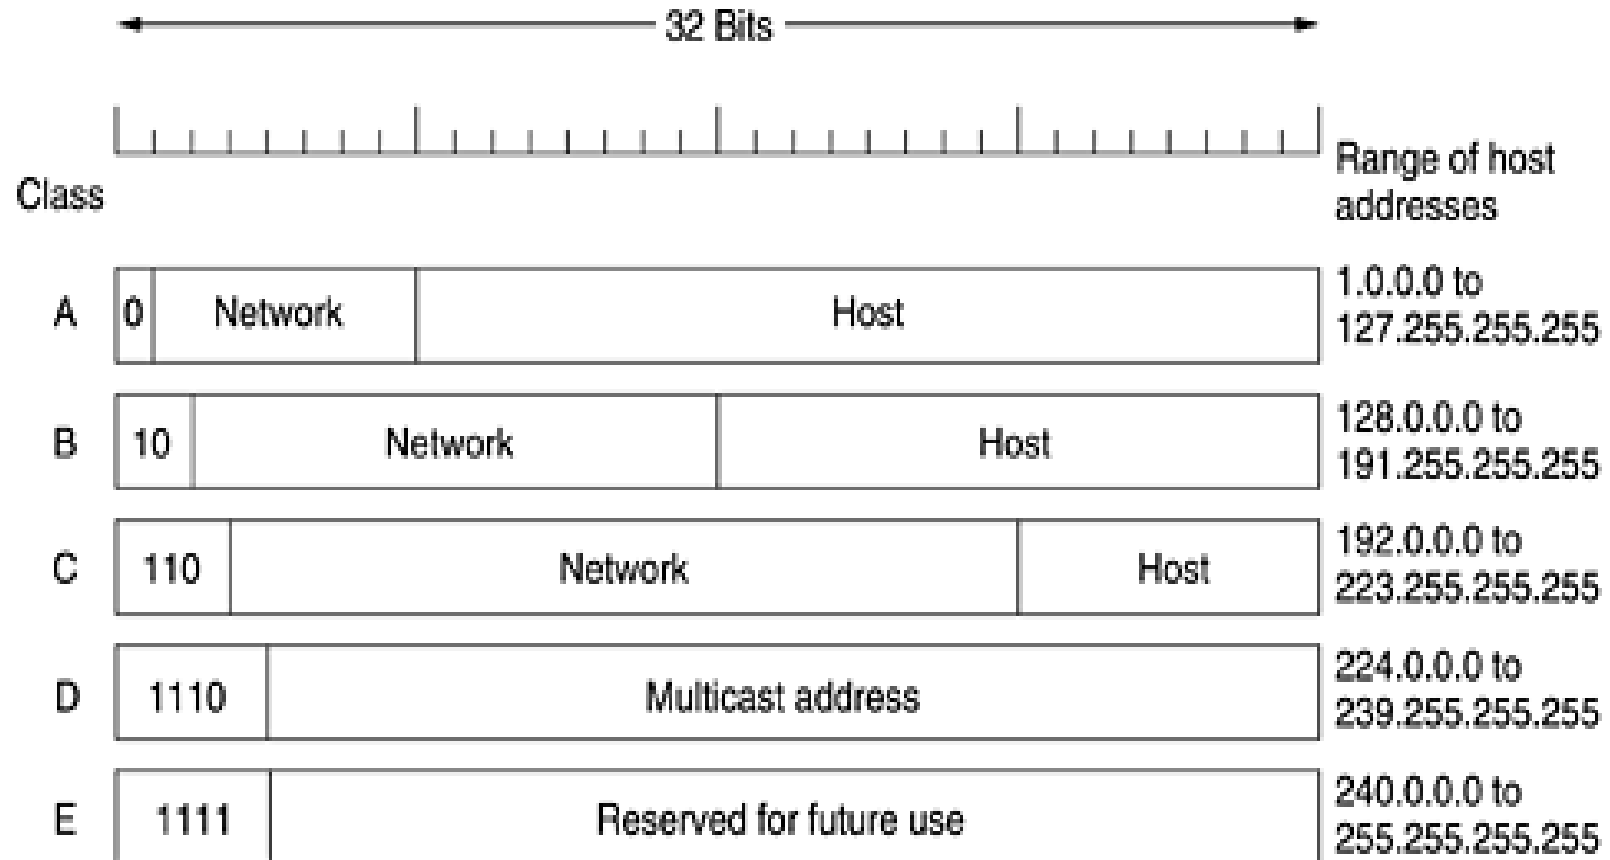 32 Bits
Range of host
addresses
Class
A
0
Network
Host
1.0.0.0 to
127.255.255.255
B
10
Network
Host
128.0.0.0 to
191.255.255.255
C
110
Network
Host
192.0.0.0 to
223.255.255.255
D
1110
Multicast address
224.0.0.0 to
239.255.255.255
E
1111
Reserved for future use
240.0.0.0 to
255.255.255.255